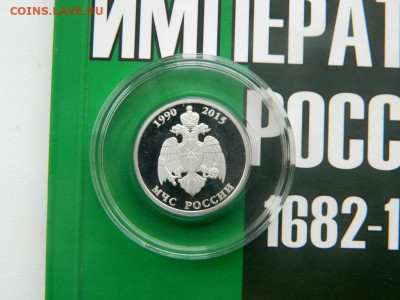 COINS.LAVE.RU
ИМПЕРАТ
РОСС
1682-1
1990 2015
МЧС РОССИИ